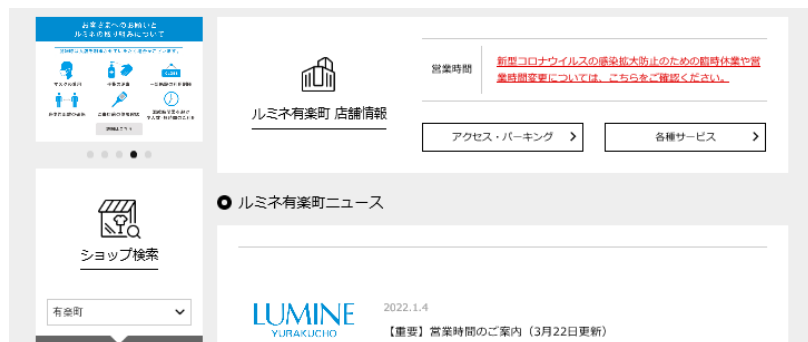 お客さまへのお願いと
ルミネの取り組みについて
ルミネ有楽町 店舗情報
営業時間
新型コロナウイルスの感染拡大防止のための臨時休業や営
業時間変更については、こちらをご確認ください。
アクセス・パーキング
各種サービス
ショップ検索
有楽町
ルミネ有楽町ニュース
LUMINE
YURAKUCHO
2022.1.4
【重要】営業時間のご案内（3月22日更新）